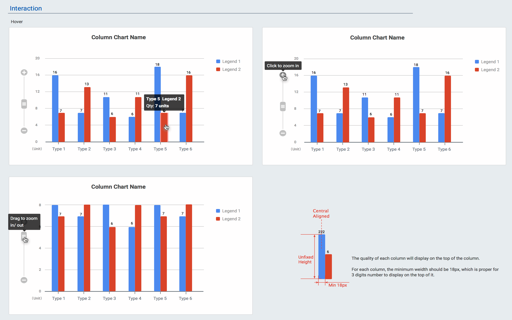 Interaction
Hover
Column Chart Name
20
16
12
8
4
0
(unit)
16
7
7
13
11
6
6
11
18
7
16
Type 5 Legend 2
Qty: 7 units
Type 1
Type 2
Type 3
Type 4
Type 5
Type 6
Legend 1
Legend 2
Column Chart Name
Click to zoom in
20
16
12
8
4
0
(unit)
16
7
7
13
11
6
6
11
18
7
7
16
Type 1
Type 2
Type 3
Type 4
Type 5
Type 6
Legend 1
Legend 2
Column Chart Name
Drag to zoom
in/ out
8
4
2
0
(unit)
7
7
6
6
7
7
Type 1
Type 2
Type 3
Type 4
Type 5
Type 6
Legend 1
Legend 2
Central
Aligned
222
6
Unfixed
Height
Min 18px
The quality of each column will display on the top of the column.
For each column, the minimum wedith should be 18px, which is proper for
3 digits number to display on the top of it.